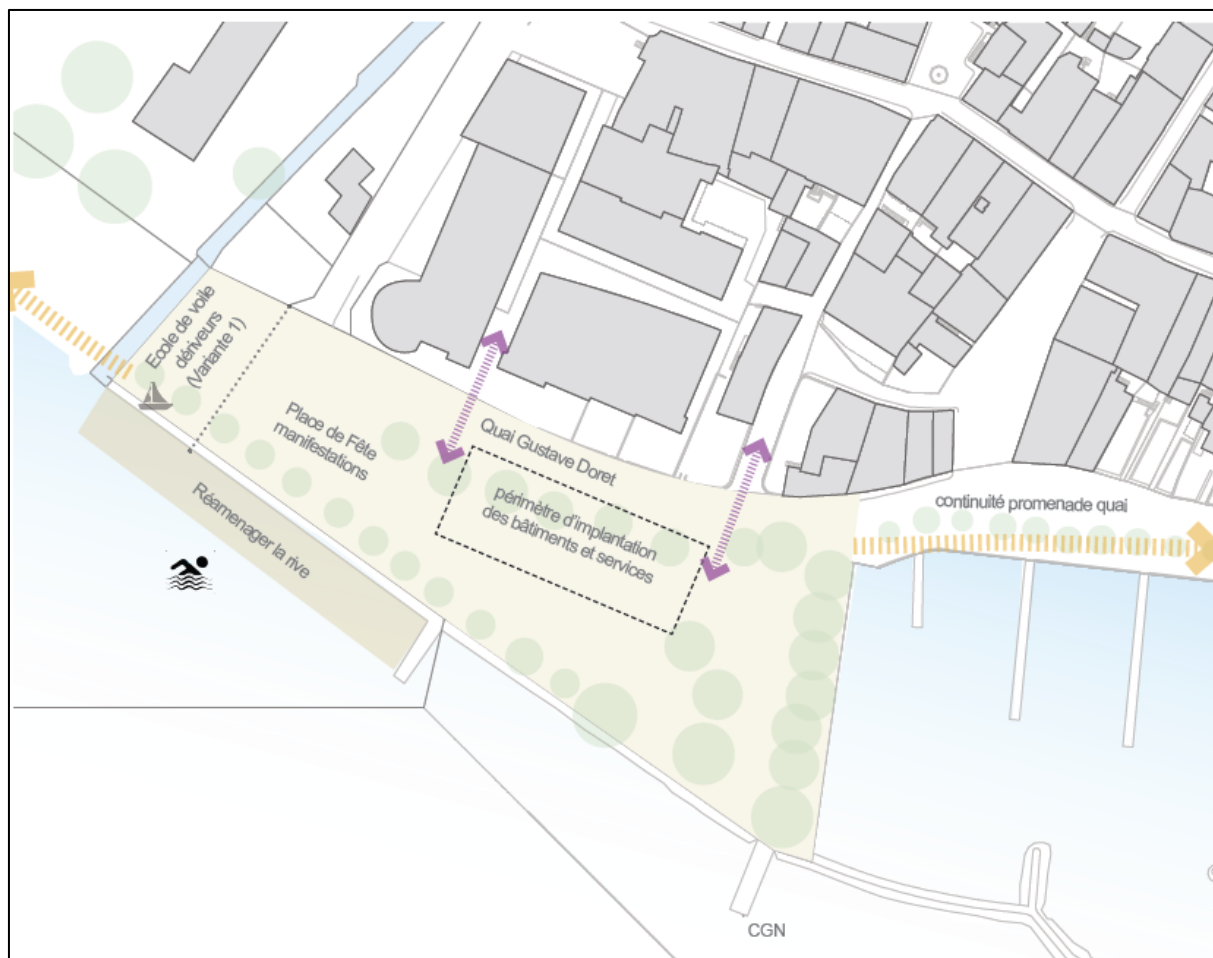 Ecole de voile
dériveurs
(Variante 1)
Place de Fête
manifestations
Quai Gustave Doret
périmètre d'implantation
des bâtiments et services
continuité promenade quai
Réamenager la rive
CGN